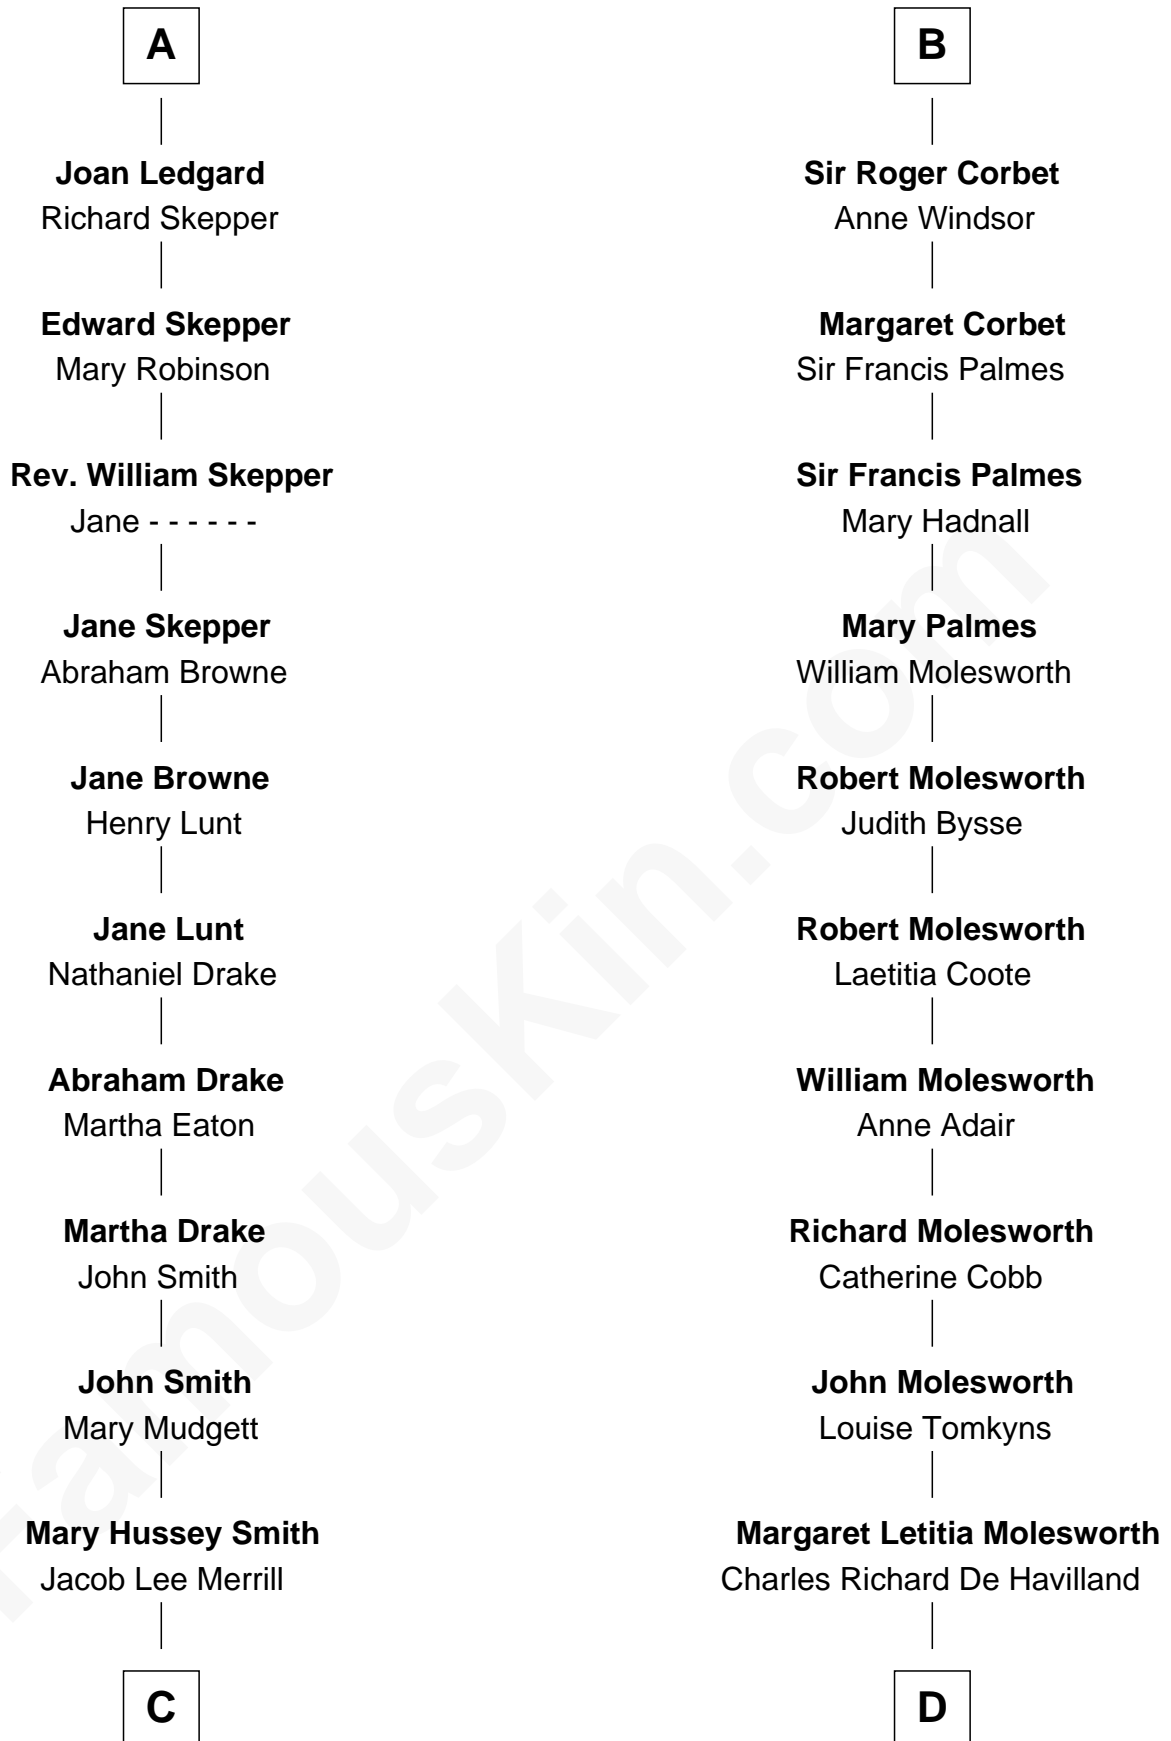 A
Joan Ledgard
Richard Skepper
Edward Skepper
Mary Robinson
Rev. William Skepper
Jane - - - - - -
Jane Skepper
Abraham Browne
Jane Browne
Henry Lunt
Jane Lunt
Nathaniel Drake
Abraham Drake
Martha Eaton
Martha Drake
John Smith
John Smith
Mary Mudgett
Mary Hussey Smith
Jacob Lee Merrill
C
B
Sir Roger Corbet
Anne Windsor
Margaret Corbet
Sir Francis Palmes
Sir Francis Palmes
Mary Hadnall
Mary Palmes
William Molesworth
Robert Molesworth
Judith Bysse
Robert Molesworth
Laetitia Coote
William Molesworth
Anne Adair
Richard Molesworth
Catherine Cobb
John Molesworth
Louise Tomkyns
Margaret Letitia Molesworth
Charles Richard De Havilland
D
FamousKin.com